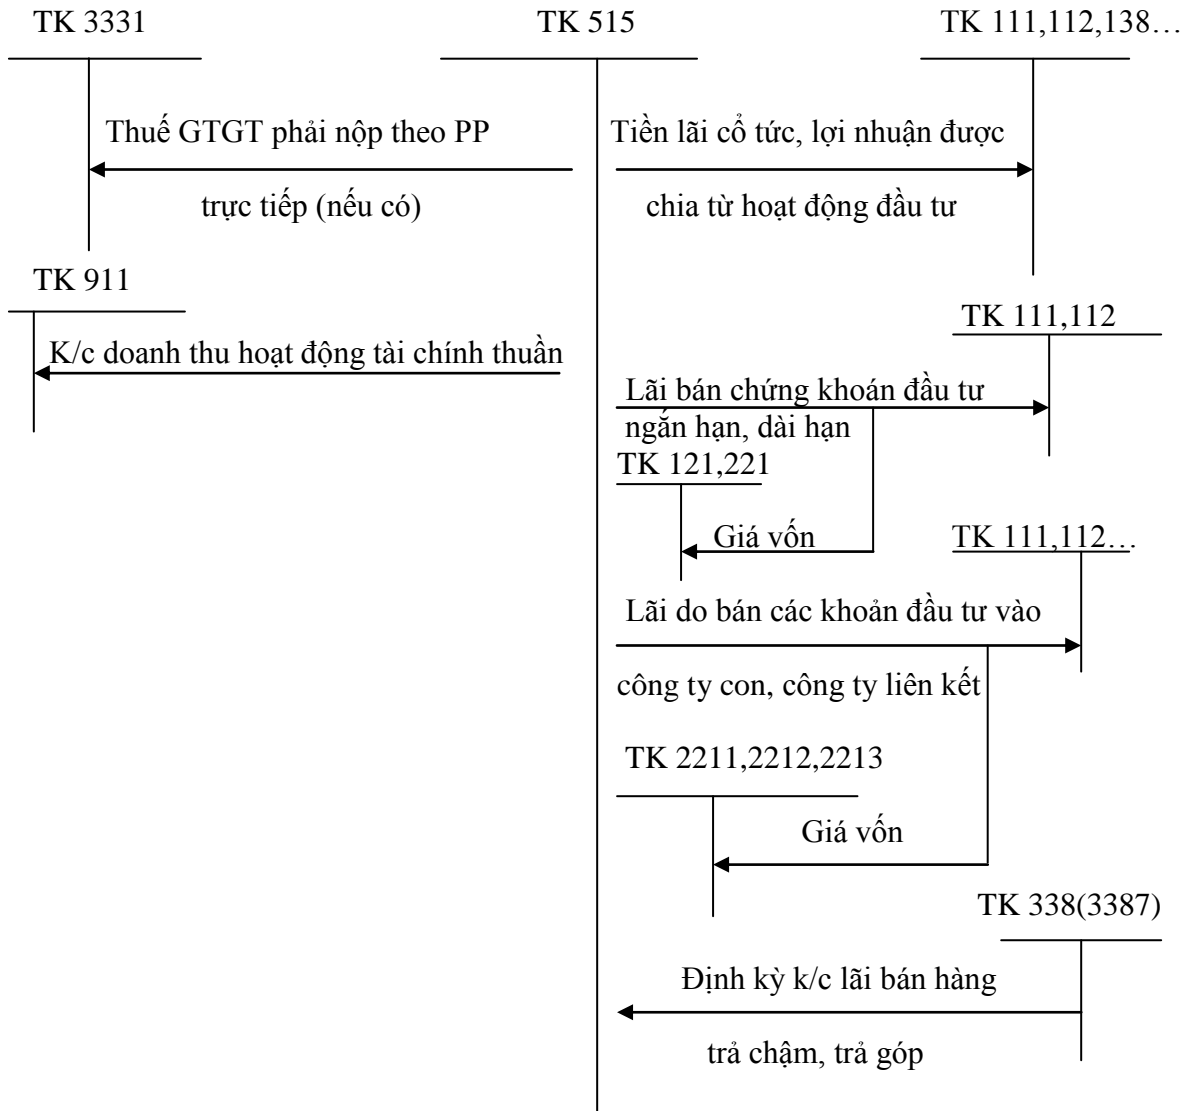 TK 3331
TK 515
TK 111,112,138…
Thuế GTGT phải nộp theo PP
Tiền lãi cổ tức, lợi nhuận được
trực tiếp (nếu có)
chia từ hoạt động đầu tư
TK 911
TK 111,112
K/c doanh thu hoạt động tài chính thuần
Lãi bán chứng khoán đầu tư
ngắn hạn, dài hạn
TK 121,221
Giá vốn
TK 111,112…
Lãi do bán các khoản đầu tư vào
công ty con, công ty liên kết
TK 2211,2212,2213
Giá vốn
TK 338(3387)
Định kỳ k/c lãi bán hàng
trả chậm, trả góp